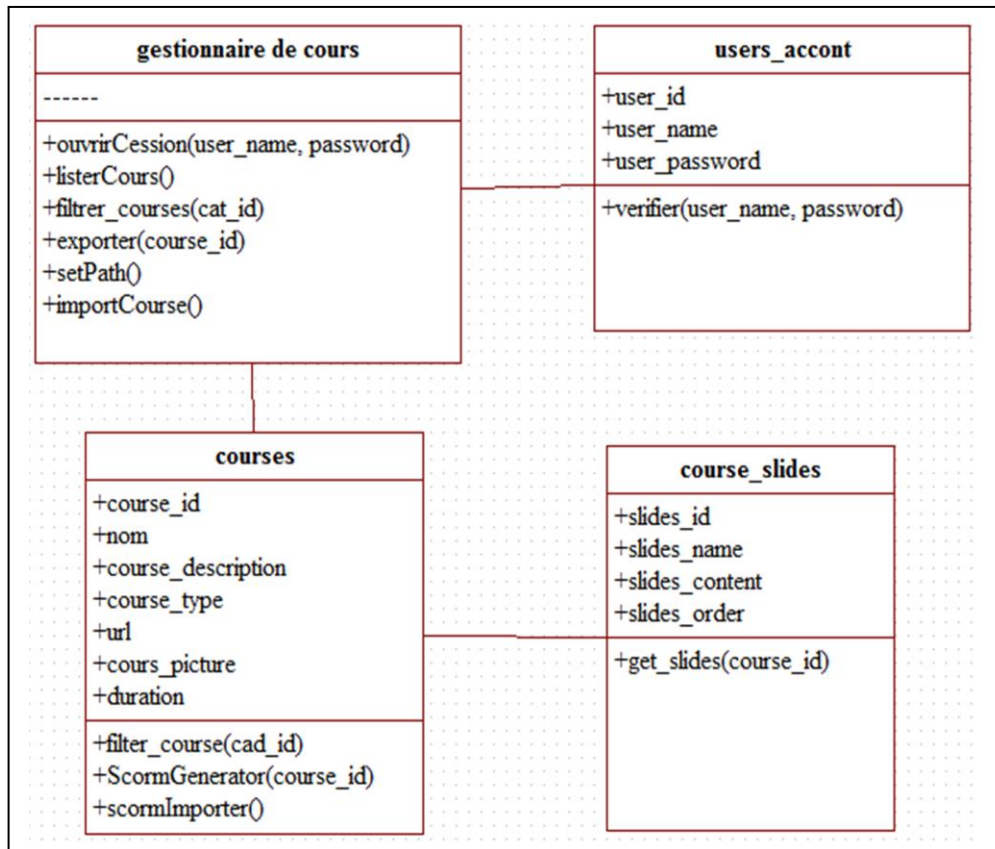 gestionnaire de cours
------
+ouvrirCession(user_name, password)
+listerCours()
+filtrer_courses(cat_id)
+exporter(course_id)
+setPath()
+importCourse()
users_accont
+user_id
+user_name
+user_password
+verifier(user_name, password)
courses
+course_id
+nom
+course_description
+course_type
+url
+cours_picture
+duration
+filter_course(cad_id)
+ScormGenerator(course_id)
+scormImporter()
course_slides
+slides_id
+slides_name
+slides_content
+slides_order
+get_slides(course_id)